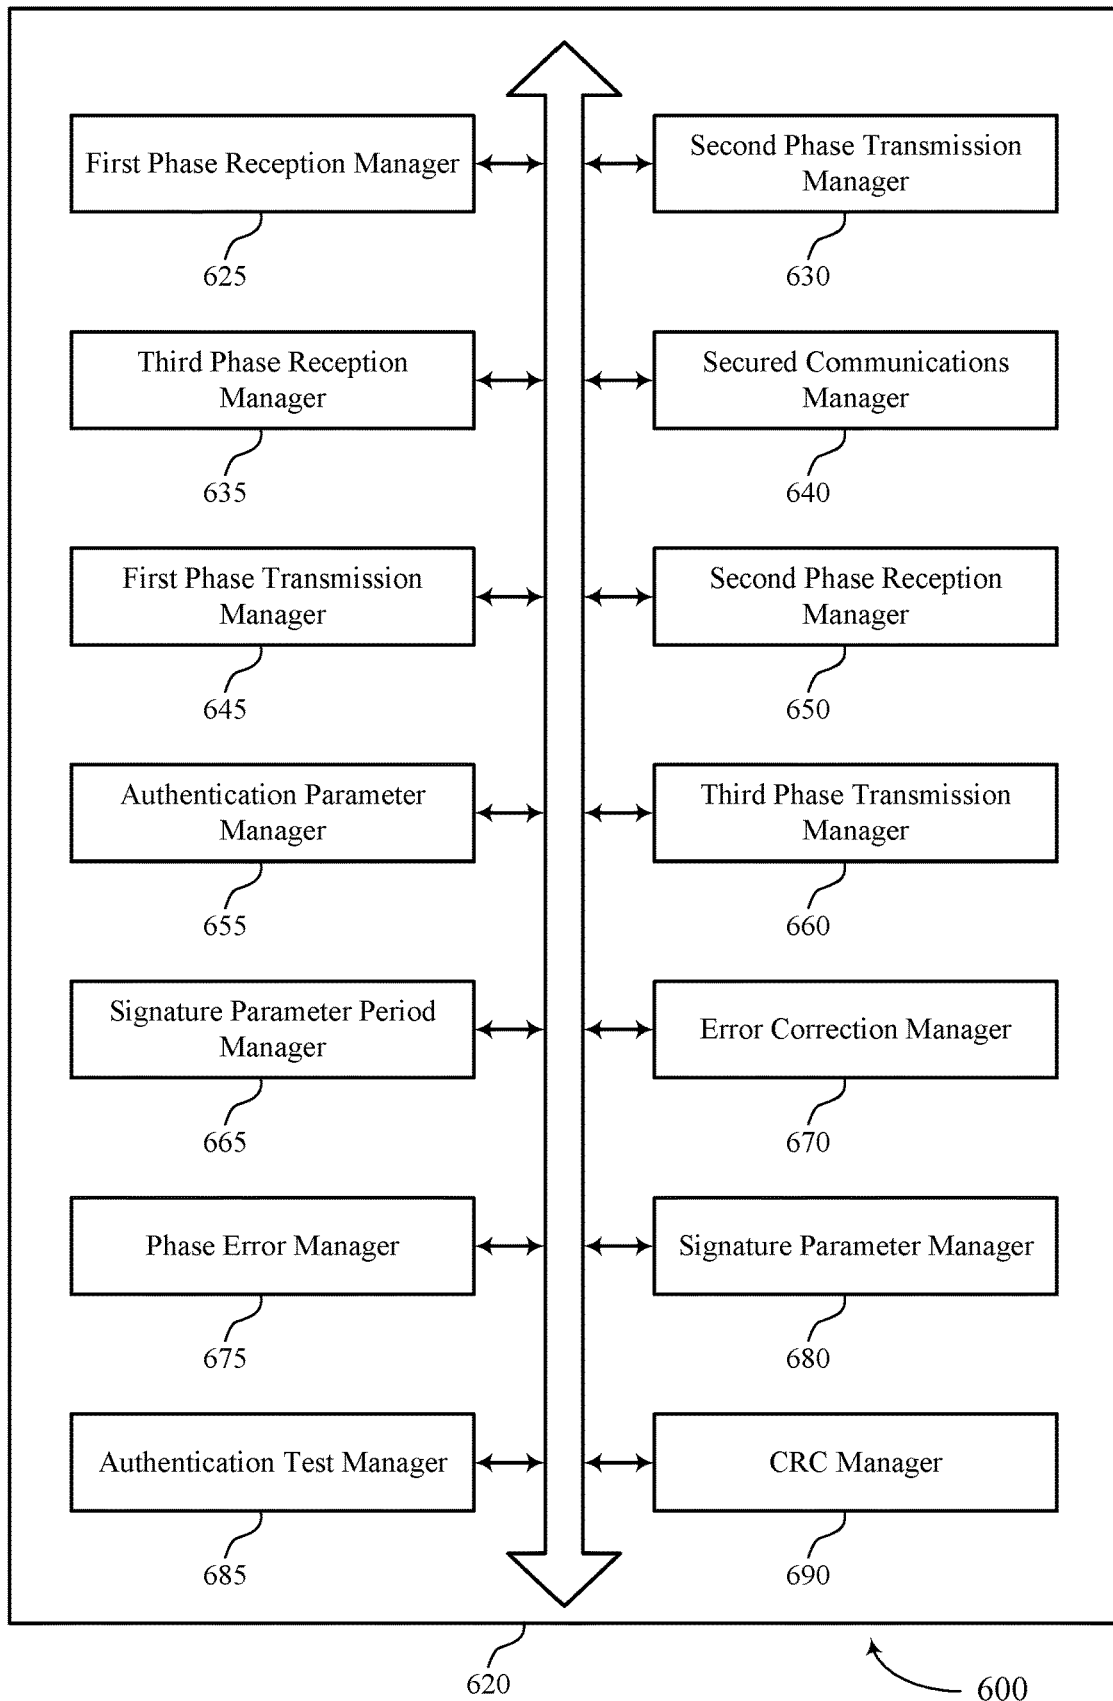 First Phase Reception Manager
625
Second Phase Transmission
Manager
630
Third Phase Reception
Manager
635
Secured Communications
Manager
640
First Phase Transmission
Manager
645
Second Phase Reception
Manager
650
Authentication Parameter
Manager
655
Third Phase Transmission
Manager
660
Signature Parameter Period
Manager
665
Error Correction Manager
670
Phase Error Manager
675
Signature Parameter Manager
680
Authentication Test Manager
685
CRC Manager
690
620
600